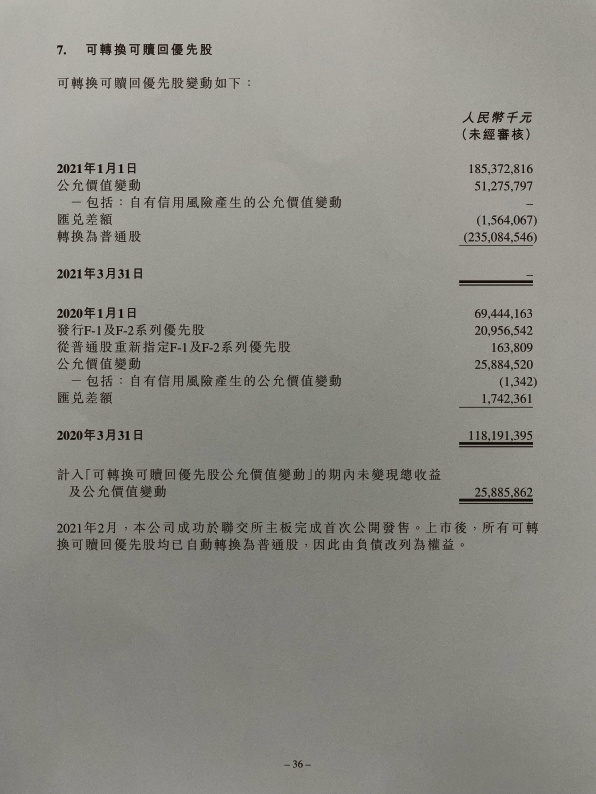 7. 可轉換可贖回優先股
可轉換可贖回優先股變動如下：
人民幣千元
（未經審核）
2021年1月1日 185,372,816
公允價值變動 51,275,797
－包括：自有信用風險產生的公允價值變動 –
匯兌差額 (1,564,067)
轉換為普通股 (235,084,546)
2021年3月31日 –
2020年1月1日 69,444,163
發行F-1及F-2系列優先股 20,956,542
從普通股重新指定F-1及F-2系列優先股 163,809
公允價值變動 25,884,520
－包括：自有信用風險產生的公允價值變動 (1,342)
匯兌差額 1,742,361
2020年3月31日 118,191,395
計入「可轉換可贖回優先股公允價值變動」的期內未變現總收益
及公允價值變動 25,885,862
2021年2月，本公司成功於聯交所主板完成首次公開發售。上市後，所有可轉
換可贖回優先股均已自動轉換為普通股，因此由負債改列為權益。
– 36 –